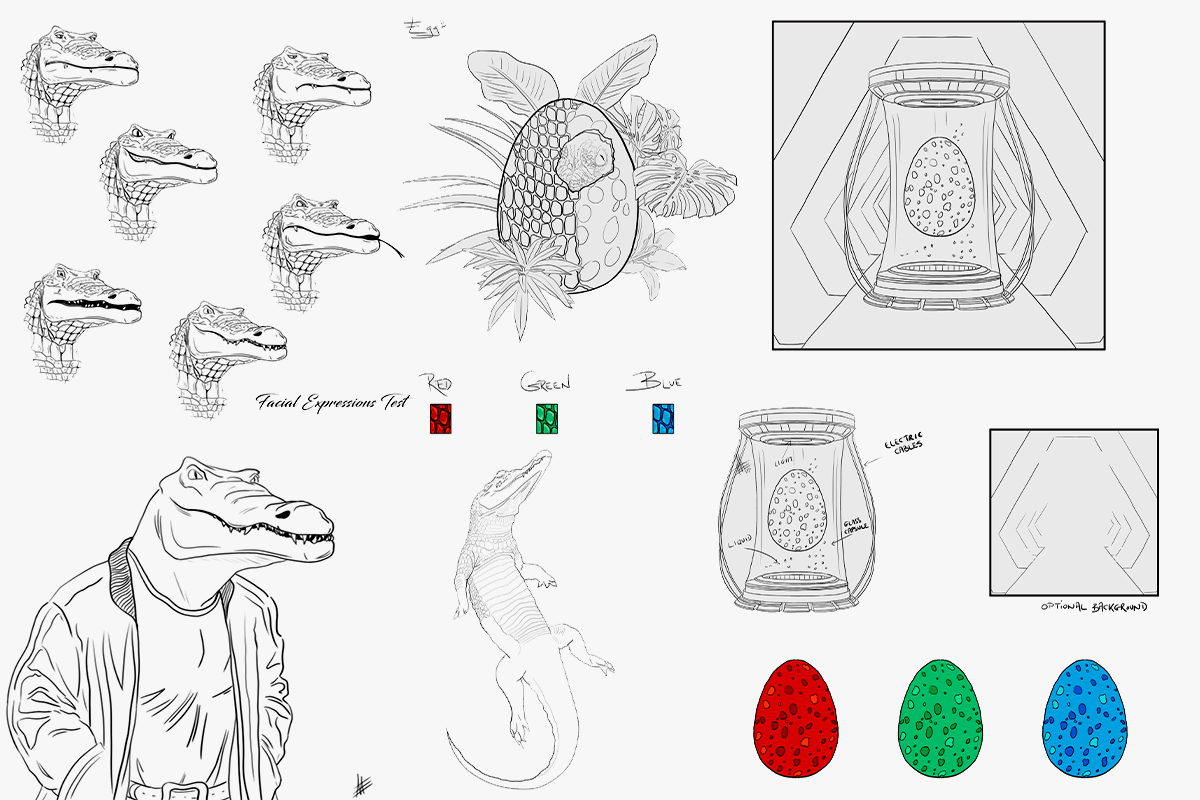 Egg
Facial Expressions Test
RED
GREEN
BLUE
ELECTRIC
CABLES
LIGHT
GLASS
CAPSULE
LIQUID
OPTIONAL BACKGROUND